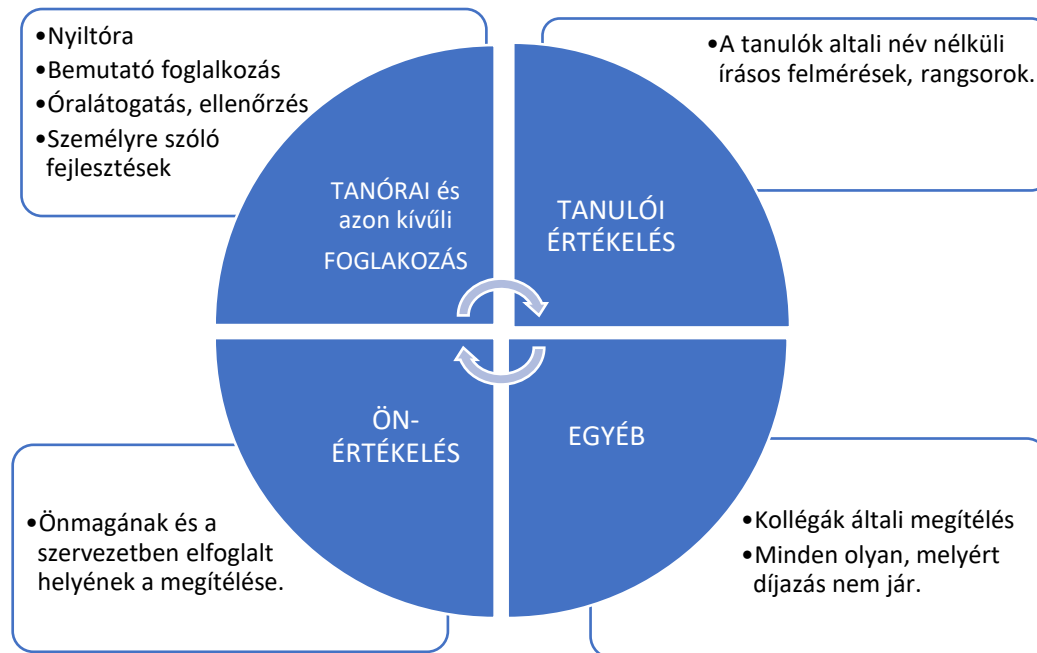 •Nyiltóra
•Bemutató foglalkozás
•Óralátogatás, ellenőrzés
•Személyre szóló
fejlesztések
•A tanulók altali név nélküli
írásos felmérések, rangsorok.
TANÓRAI és
azon kívűli
FOGLAKOZÁS
TANULÓI
ÉRTÉKELÉS
ÖN-
ÉRTÉKELÉS
EGYÉB
•Önmagának és a
szervezetben elfoglalt
helyének a megítélése.
•Kollégák általi megítélés
•Minden olyan, melyért
díjazás nem jár.